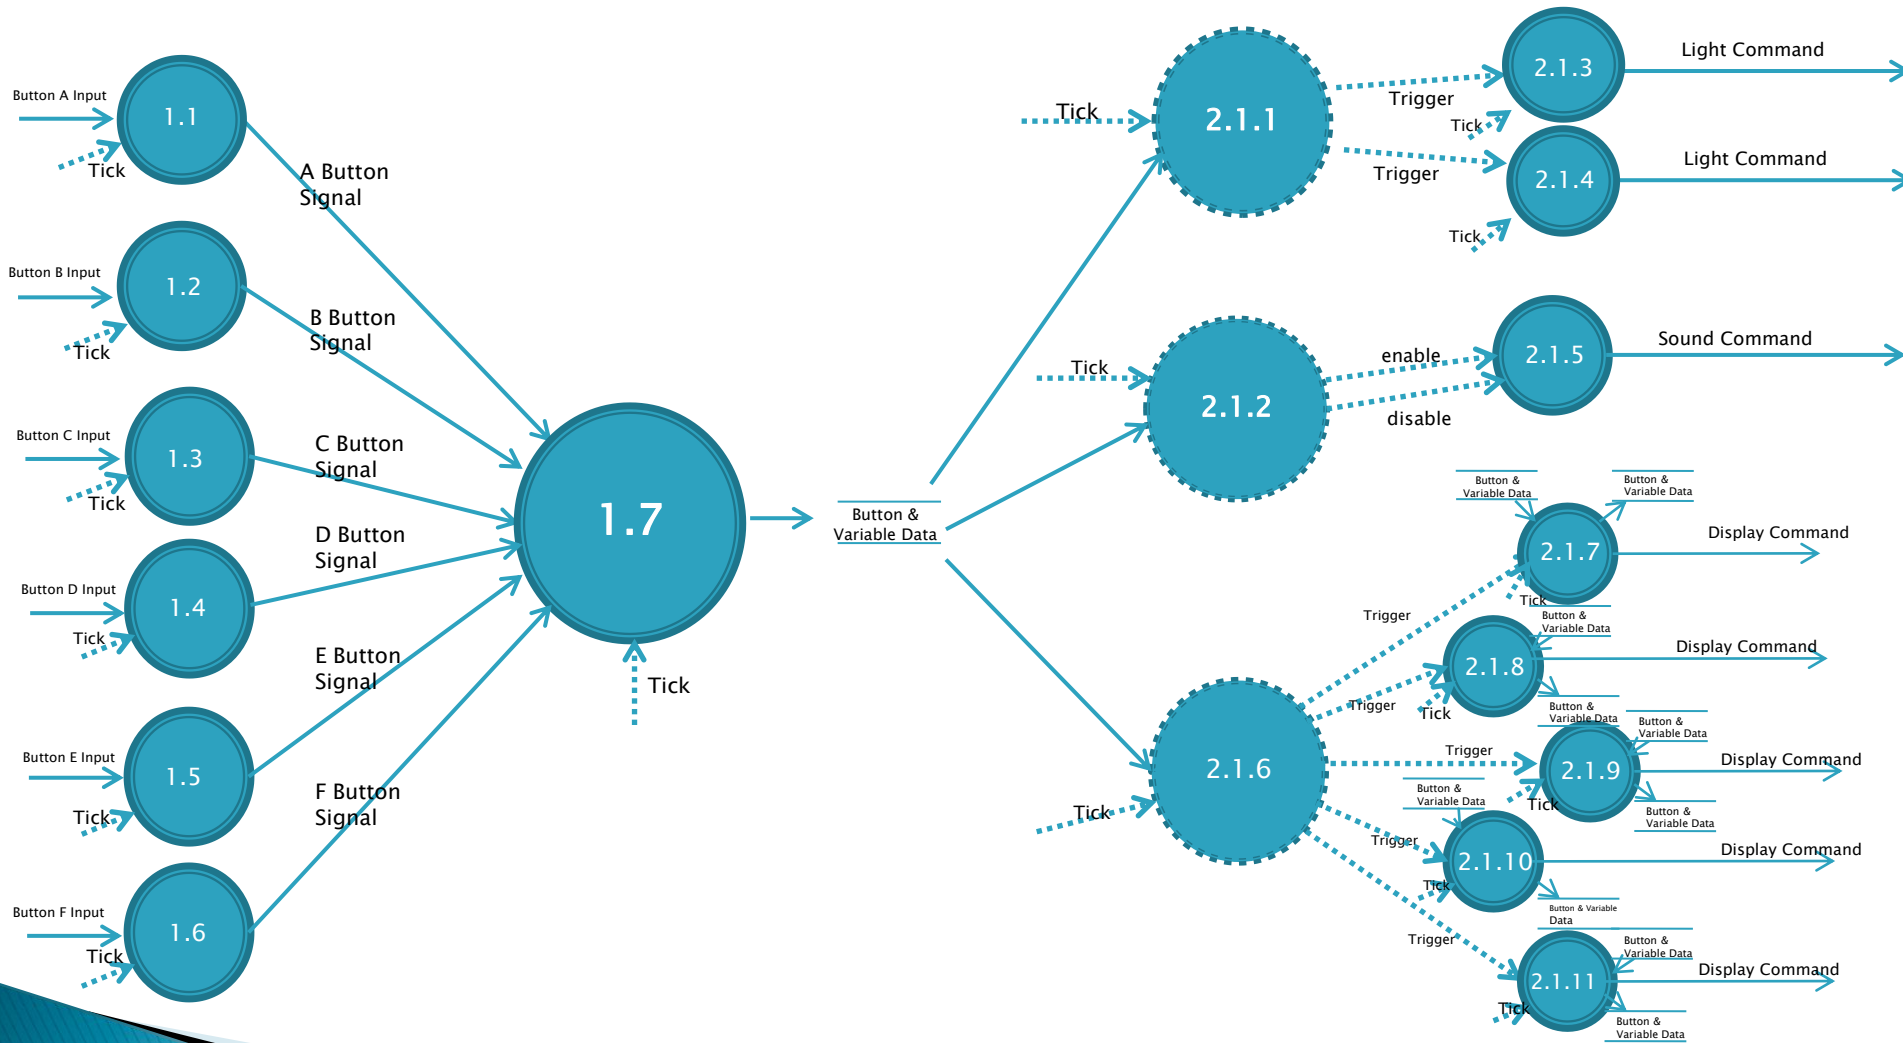 Button A Input
1.1
Tick
A Button
Signal
Button B Input
1.2
Tick
B Button
Signal
Button C Input
1.3
Tick
C Button
Signal
Button D Input
1.4
Tick
D Button
Signal
Button E Input
1.5
Tick
E Button
Signal
Button F Input
1.6
Tick
F Button
Signal
1.7
Tick
Button &
Variable Data
Tick
2.1.1
Trigger
Trigger
2.1.3
Tick
Light Command
2.1.4
Tick
Light Command
Tick
2.1.2
enable
disable
2.1.5
Sound Command
Tick
2.1.6
Trigger
Trigger
Trigger
Trigger
Trigger
Button &
Variable Data
Button &
Variable Data
2.1.7
Tick
Display Command
Button &
Variable Data
2.1.8
Tick
Display Command
Button &
Variable Data
Button &
Variable Data
2.1.9
Tick
Display Command
Button &
Variable Data
Button &
Variable Data
2.1.10
Tick
Display Command
Button & Variable
Data
Button &
Variable Data
2.1.11
Tick
Display Command
Button &
Variable Data